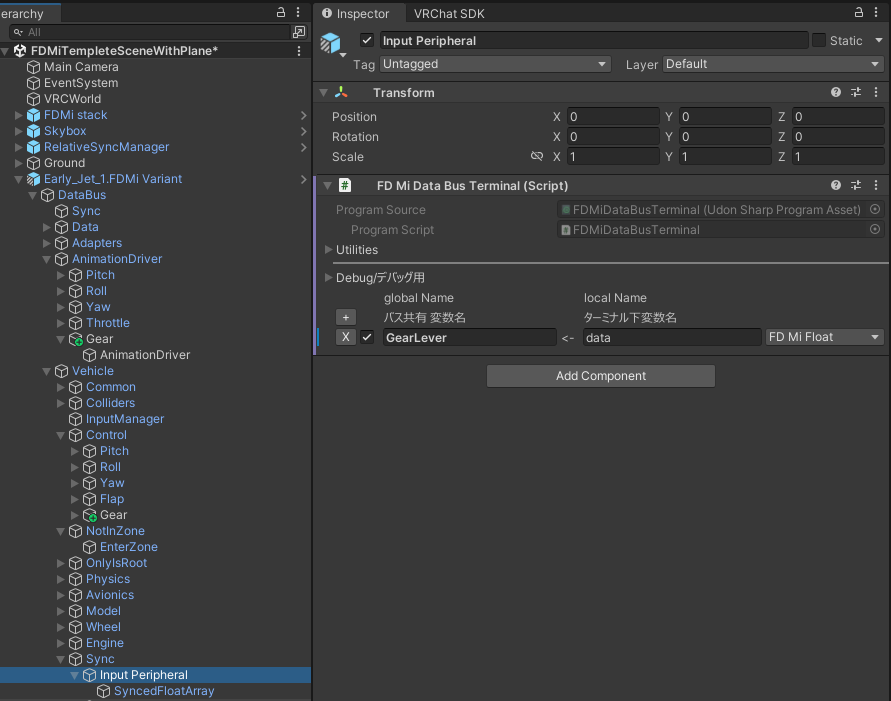 erarchy
All
FDMiTempleteSceneWithPlane*
Main Camera
EventSystem
VRCWorld
FDMi stack
Skybox
RelativeSyncManager
Ground
Early_Jet_1.FDMi Variant
DataBus
Sync
Data
Adapters
AnimationDriver
Pitch
Roll
Yaw
Throttle
Gear
AnimationDriver
Vehicle
Common
Colliders
InputManager
Control
Pitch
Roll
Yaw
Flap
Gear
NotInZone
EnterZone
OnlyIsRoot
Physics
Avionics
Model
Wheel
Engine
Sync
Input Peripheral
SyncedFloatArray
Inspector VRChat SDK
Input Peripheral Static
Tag Untagged Layer Default
Transform
Position X 0 Y 0 Z 0
Rotation X 0 Y 0 Z 0
Scale X 1 Y 1 Z 1
# FD Mi Data Bus Terminal (Script)
Program Source FDMiDataBusTerminal (Udon Sharp Program Asset)
Program Script FDMiDataBusTerminal
Utilities
Debug/デバッグ用
global Name local Name
+ バス共有 変数名 ターミナル下変数名
X GearLever <- data FD Mi Float
Add Component